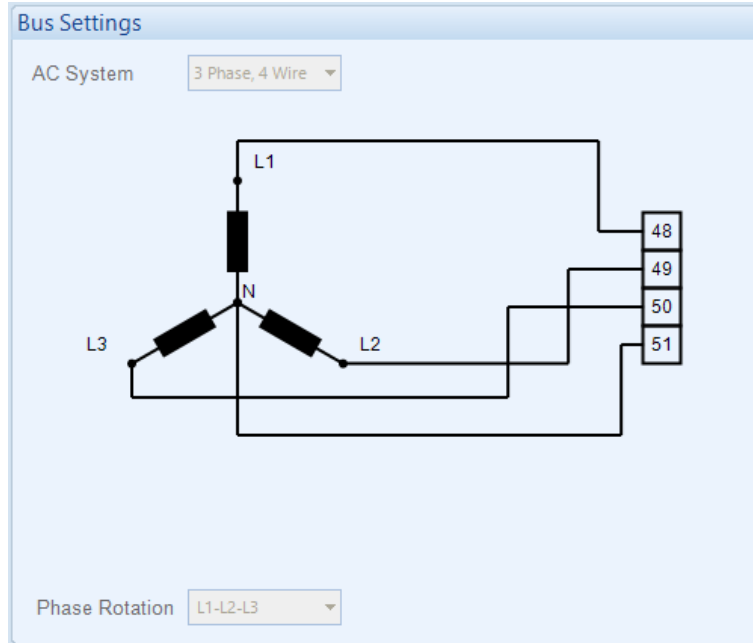 Bus Settings
AC System
3 Phase, 4 Wire
L1
48
N
49
50
L3
L2
51
Phase Rotation
L1-L2-L3